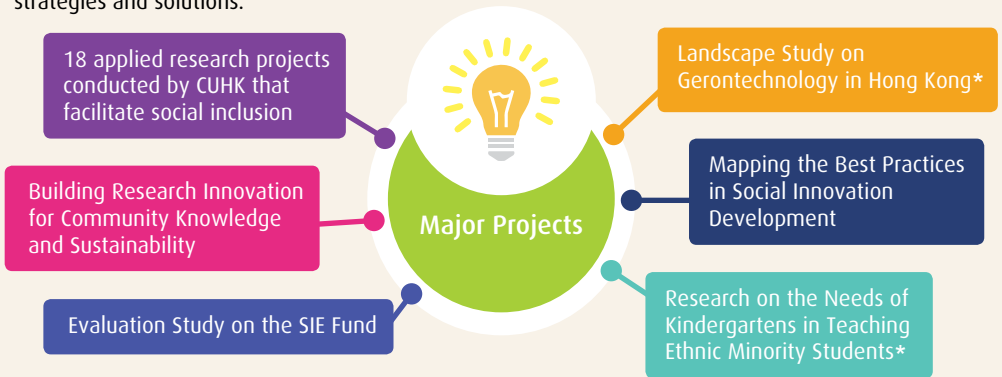 strategies and solutions.
18 applied research projects
conducted by CUHK that
facilitate social inclusion
Building Research Innovation
for Community Knowledge
and Sustainability
Evaluation Study on the SIE Fund
Major Projects
Landscape Study on
Gerontechnology in Hong Kong*
Mapping the Best Practices
in Social Innovation
Development
Research on the Needs of
Kindergartens in Teaching
Ethnic Minority Students*